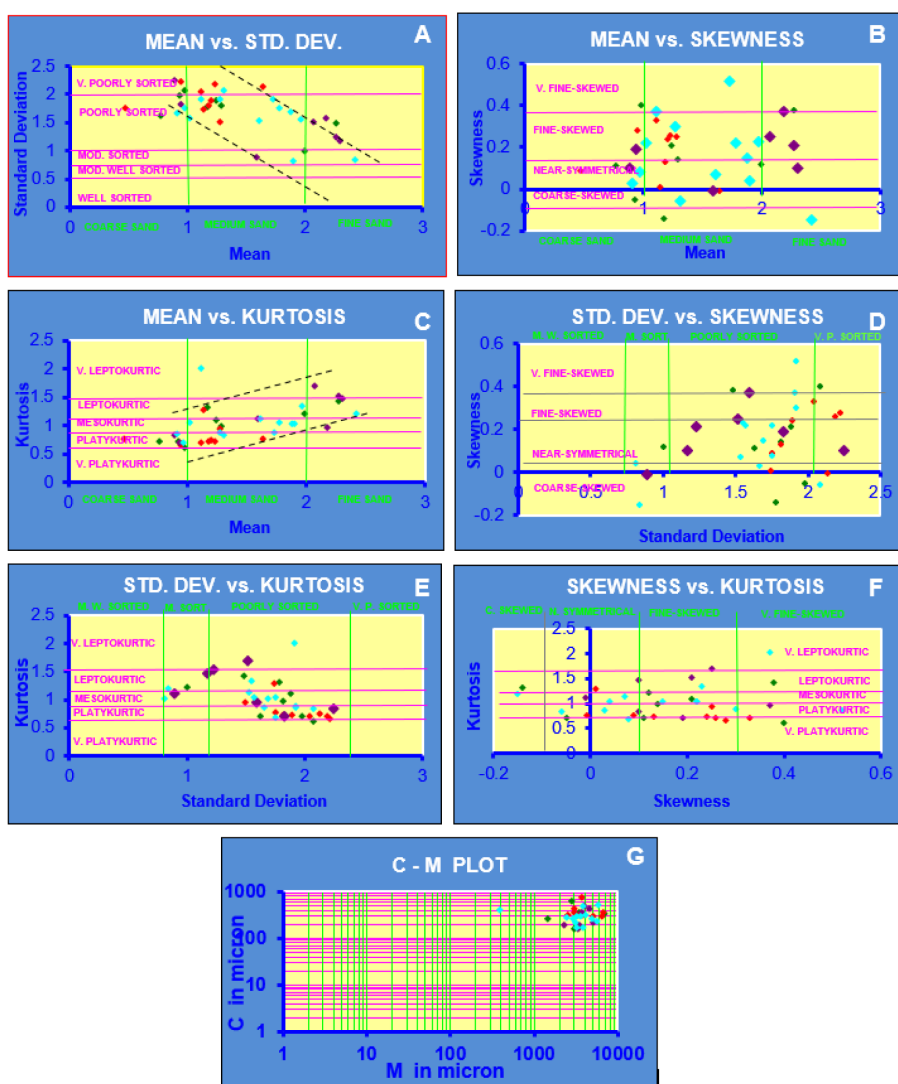 MEAN vs. STD. DEV.
A
Standard Deviation
2.5
2
1.5
1
0.5
0
V. POORLY SORTED
POORLY SORTED
MOD. SORTED
MOD. WELL SORTED
WELL SORTED
COARSE SAND
MEDIUM SAND
FINE SAND
0 1 2 3
Mean
MEAN vs. SKEWNESS
B
Skewness
0.6
0.4
0.2
0
-0.2
V. FINE-SKEWED
FINE-SKEWED
NEAR-SYMMETRICAL
COARSE-SKEWED
0 1 2 3
COARSE SAND
MEDIUM SAND
FINE SAND
Mean
MEAN vs. KURTOSIS
C
Kurtosis
2.5
2
1.5
1
0.5
0
V. LEPTOKURTIC
LEPTOKURTIC
MESOKURTIC
PLATYKURTIC
V. PLATYKURTIC
COARSE SAND
MEDIUM SAND
FINE SAND
0 1 2 3
Mean
STD. DEV. vs. SKEWNESS
D
M. W. SORTED
M. SORT.
POORLY SORTED
V. P. SORTED
Skewness
0.6
0.4
0.2
0
-0.2
V. FINE-SKEWED
FINE-SKEWED
NEAR-SYMMETRICAL
COARSE-SKEWED
0 0.5 1 1.5 2 2.5
Standard Deviation
STD. DEV. vs. KURTOSIS
E
M. W. SORTED
M. SORT.
POORLY SORTED
V. P. SORTED
Kurtosis
2.5
2
1.5
1
0.5
0
V. LEPTOKURTIC
LEPTOKURTIC
MESOKURTIC
PLATYKURTIC
V. PLATYKURTIC
0 1 2 3
Standard Deviation
SKEWNESS vs. KURTOSIS
F
C. SKEWED
N. SYMMETRICAL
FINE-SKEWED
V. FINE-SKEWED
Kurtosis
2.5
2
1.5
1
0.5
0
V. LEPTOKURTIC
LEPTOKURTIC
MESOKURTIC
PLATYKURTIC
V. PLATYKURTIC
-0.2 0 0.2 0.4 0.6
Skewness
C - M PLOT
G
C in micron
1000
100
10
1
1 10 100 1000 10000
M in micron